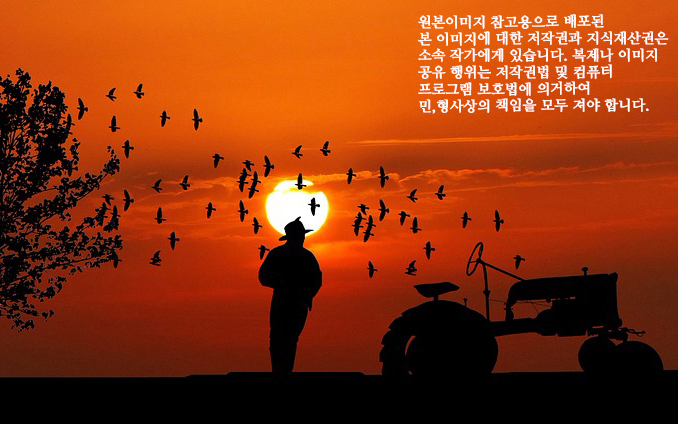 원본이미지 참고용으로 배포된
본 이미지에 대한 저작권과 지식재산권은
소속 작가에게 있습니다. 복제나 이미지
공유 행위는 저작권법 및 컴퓨터
프로그램 보호법에 의거하여
민,형사상의 책임을 모두 져야 합니다.